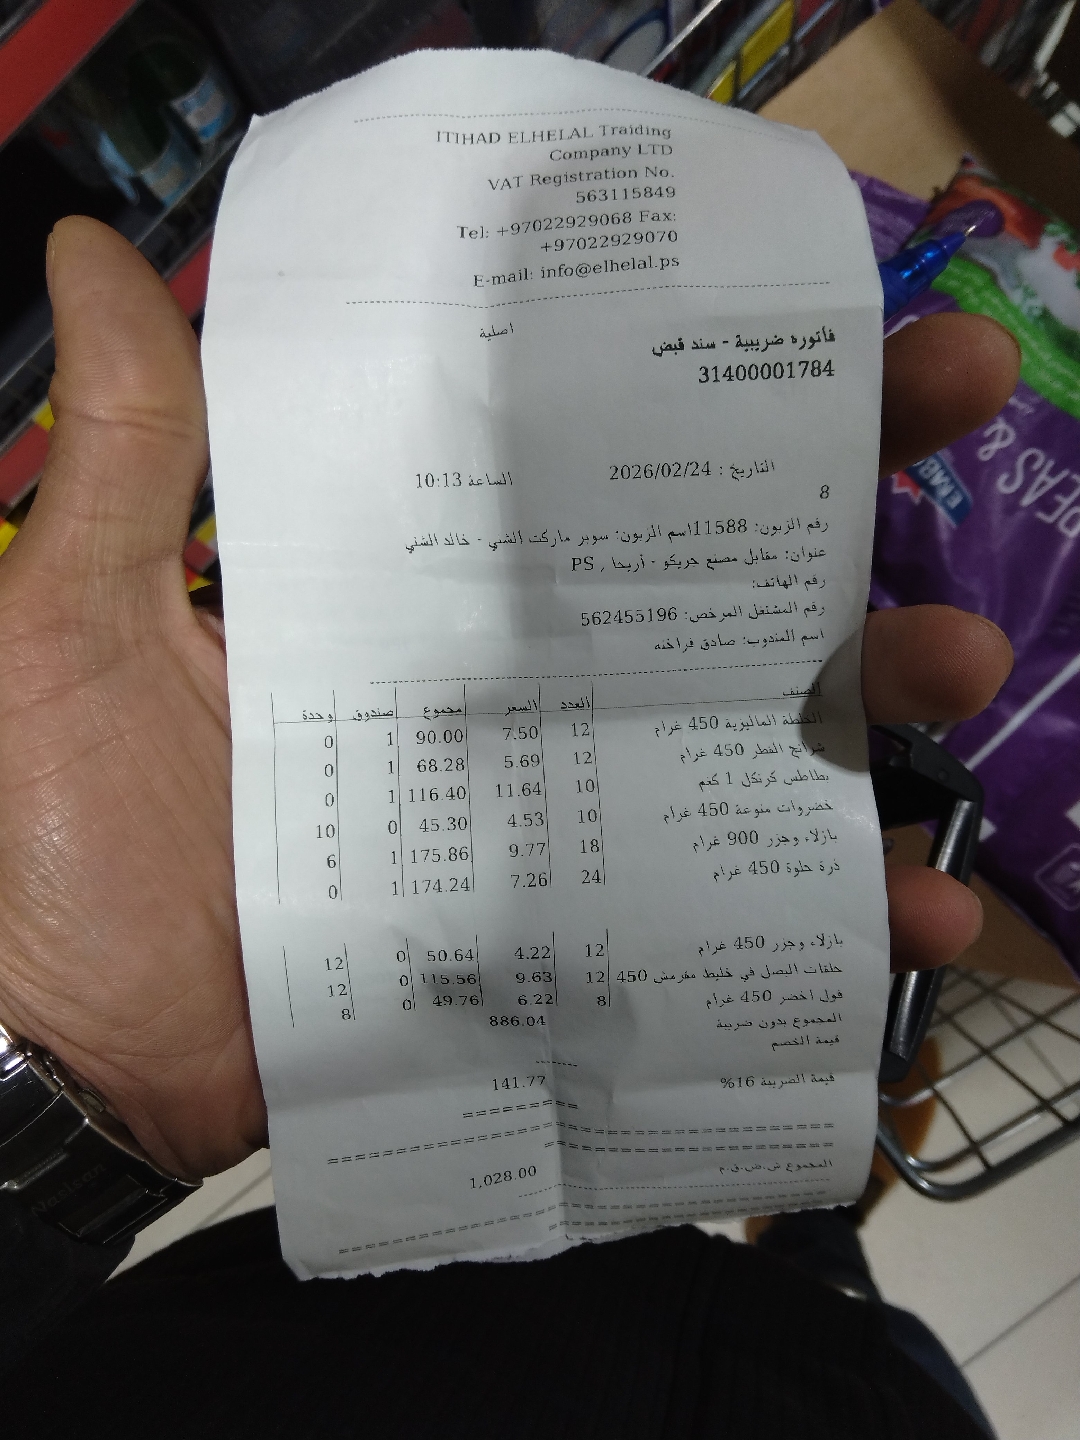 ITIHAD ELHELAL Traiding
Company LTD
VAT Registration No.
563115849
Tel: +97022929068 Fax:
+97022929070
E-mail: info@elhelal.ps
اصلية
فأتوره ضريبية - سند قبض
31400001784
التاريخ : 2026/02/24 الساعة 10:13
8
رقم الزبون: 11588اسم الزبون: سوبر ماركت الشني - خالد الشني
عنوان: مقابل مصنع جريكو - أريحا , PS
رقم الهاتف:
رقم المشتغل المرخص: 562455196
اسم المندوب: صادق فراخنه
الصنف العدد السعر مجموع صندوق وحدة
الخلطة الماليزية 450 غرام 12 7.50 90.00 1 0
شرائح الفطر 450 غرام 12 5.69 68.28 1 0
بطاطس كرنكل 1 كغم 10 11.64 116.40 1 0
خضروات منوعة 450 غرام 10 4.53 45.30 0 10
بازلاء وجزر 900 غرام 18 9.77 175.86 1 6
ذرة حلوة 450 غرام 24 7.26 174.24 1 0
بازلاء وجزر 450 غرام 12 4.22 50.64 0 12
حلقات البصل في خليط مقرمش 450 12 9.63 115.56 0 12
فول اخضر 450 غرام 8 6.22 49.76 0 8
المجموع بدون ضريبة 886.04
قيمة الخصم
قيمة الضريبة 16% 141.77
المجموع ش.ض.ق.م 1,028.00
PEAS &